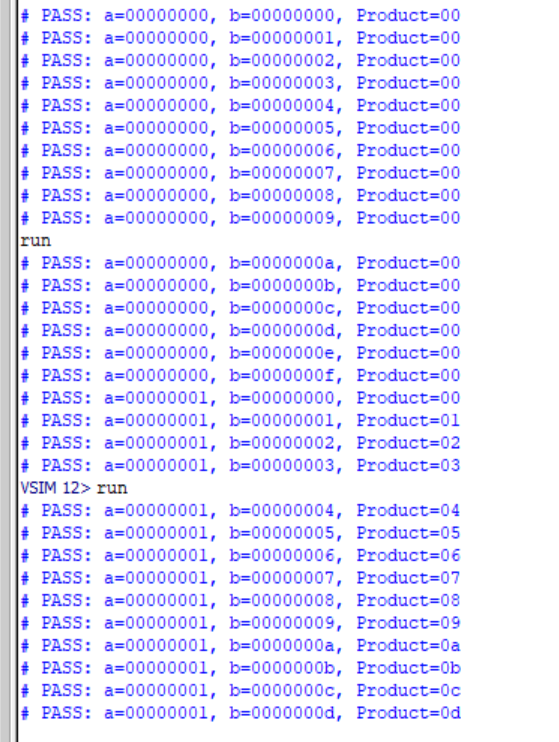 # PASS: a=00000000, b=00000000, Product=00
# PASS: a=00000000, b=00000001, Product=00
# PASS: a=00000000, b=00000002, Product=00
# PASS: a=00000000, b=00000003, Product=00
# PASS: a=00000000, b=00000004, Product=00
# PASS: a=00000000, b=00000005, Product=00
# PASS: a=00000000, b=00000006, Product=00
# PASS: a=00000000, b=00000007, Product=00
# PASS: a=00000000, b=00000008, Product=00
# PASS: a=00000000, b=00000009, Product=00
run
# PASS: a=00000000, b=0000000a, Product=00
# PASS: a=00000000, b=0000000b, Product=00
# PASS: a=00000000, b=0000000c, Product=00
# PASS: a=00000000, b=0000000d, Product=00
# PASS: a=00000000, b=0000000e, Product=00
# PASS: a=00000000, b=0000000f, Product=00
# PASS: a=00000001, b=00000000, Product=00
# PASS: a=00000001, b=00000001, Product=01
# PASS: a=00000001, b=00000002, Product=02
# PASS: a=00000001, b=00000003, Product=03
VSIM 12> run
# PASS: a=00000001, b=00000004, Product=04
# PASS: a=00000001, b=00000005, Product=05
# PASS: a=00000001, b=00000006, Product=06
# PASS: a=00000001, b=00000007, Product=07
# PASS: a=00000001, b=00000008, Product=08
# PASS: a=00000001, b=00000009, Product=09
# PASS: a=00000001, b=0000000a, Product=0a
# PASS: a=00000001, b=0000000b, Product=0b
# PASS: a=00000001, b=0000000c, Product=0c
# PASS: a=00000001, b=0000000d, Product=0d